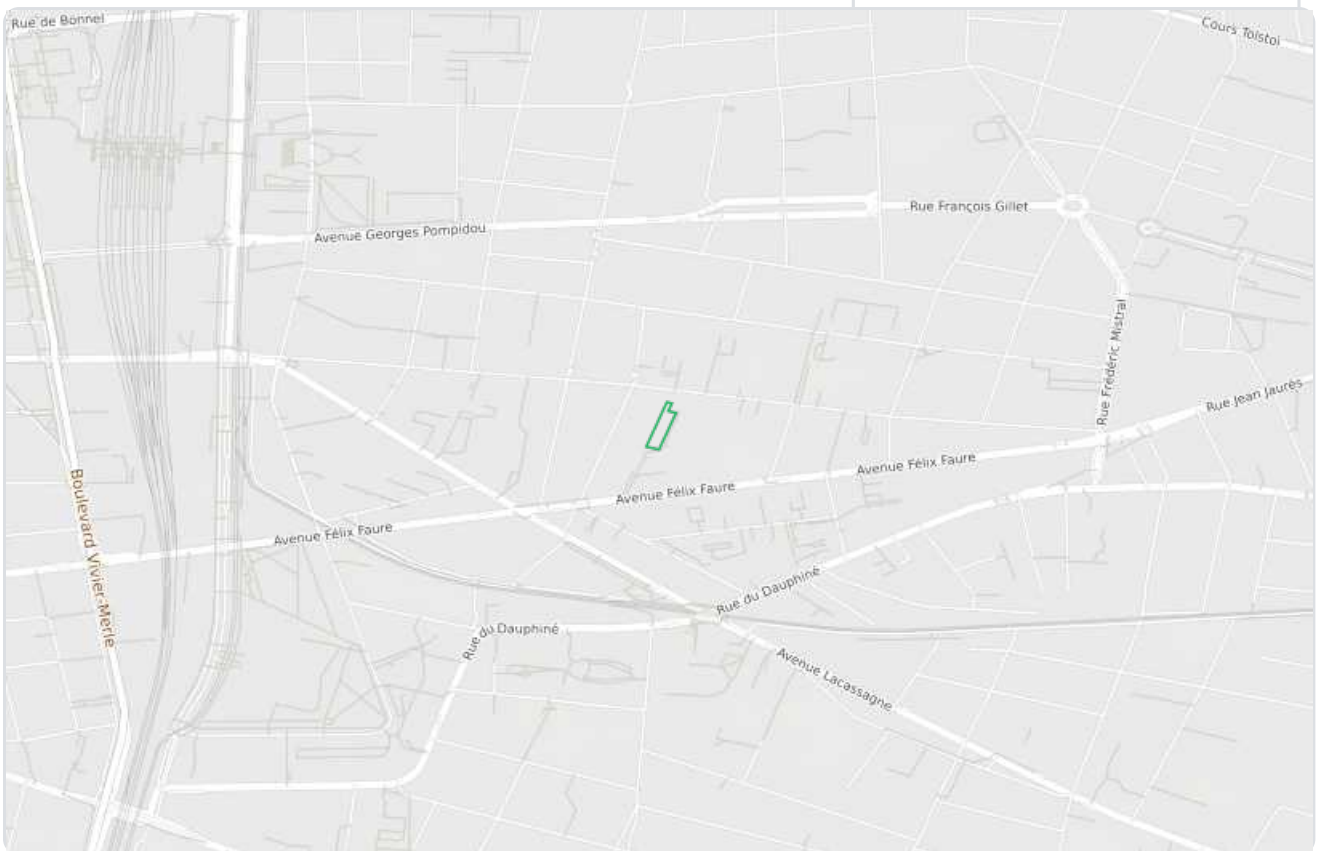 Rue de Bonnel
Cours Tolstoï
Rue François Gillet
Avenue Georges Pompidou
Rue Frédéric Mistral
Rue Jean Jaurès
Avenue Félix Faure
Avenue Félix Faure
Avenue Félix Faure
Boulevard Vivier-Merle
Rue du Dauphiné
Rue du Dauphiné
Avenue Lacassagne